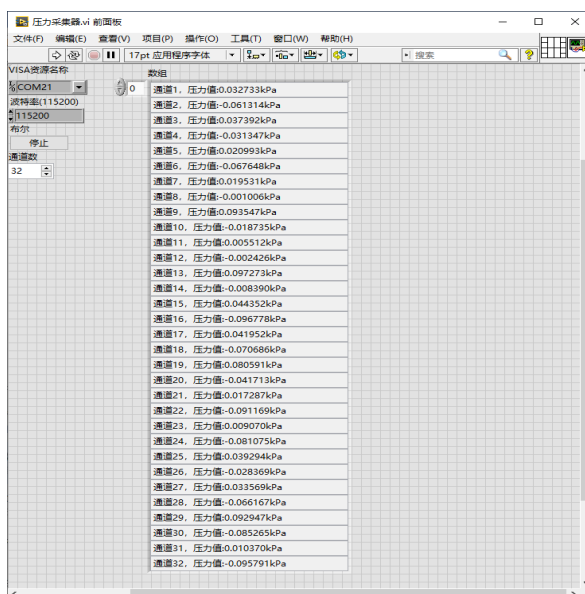 压力采集器.vi 前面板
文件(F) 编辑(E) 查看(V) 项目(P) 操作(O) 工具(T) 窗口(W) 帮助(H)
17pt 应用程序字体 搜索
VISA资源名称
COM21
波特率(115200)
115200
布尔
停止
通道数
32
数组
0
通道1，压力值:0.032733kPa
通道2，压力值:-0.061314kPa
通道3，压力值:0.037392kPa
通道4，压力值:-0.031347kPa
通道5，压力值:0.020993kPa
通道6，压力值:-0.067648kPa
通道7，压力值:0.019531kPa
通道8，压力值:-0.001006kPa
通道9，压力值:0.093547kPa
通道10，压力值:-0.018735kPa
通道11，压力值:0.005512kPa
通道12，压力值:-0.002426kPa
通道13，压力值:0.097273kPa
通道14，压力值:-0.008390kPa
通道15，压力值:0.044352kPa
通道16，压力值:-0.096778kPa
通道17，压力值:0.041952kPa
通道18，压力值:-0.070686kPa
通道19，压力值:0.080591kPa
通道20，压力值:-0.041713kPa
通道21，压力值:0.017287kPa
通道22，压力值:-0.091169kPa
通道23，压力值:0.009070kPa
通道24，压力值:-0.081075kPa
通道25，压力值:0.039294kPa
通道26，压力值:-0.028369kPa
通道27，压力值:0.033569kPa
通道28，压力值:-0.066167kPa
通道29，压力值:0.092947kPa
通道30，压力值:-0.085265kPa
通道31，压力值:0.010370kPa
通道32，压力值:-0.095791kPa